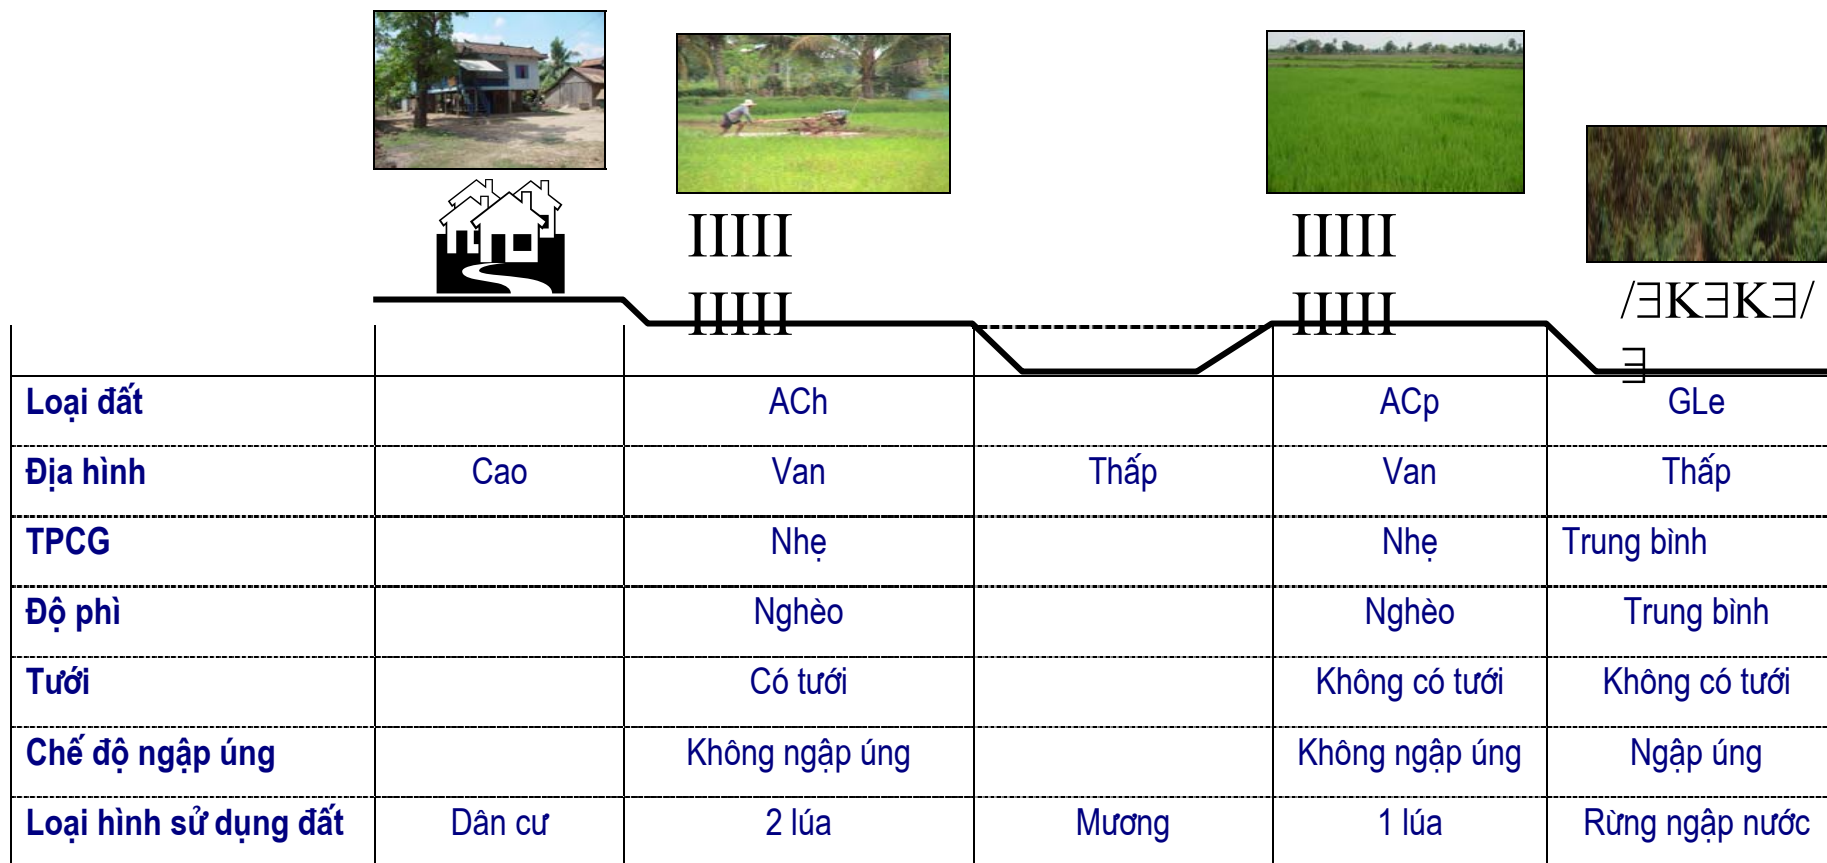 IIIII IIIII
IIIII IIIII
/ƎKƎKƎ/
Ǝ
Loại đất ACh ACp GLe
Địa hình Cao Van Thấp Van Thấp
TPCG Nhẹ Nhẹ Trung bình
Độ phì Nghèo Nghèo Trung bình
Tưới Có tưới Không có tưới Không có tưới
Chế độ ngập úng Không ngập úng Không ngập úng Ngập úng
Loại hình sử dụng đất Dân cư 2 lúa Mương 1 lúa Rừng ngập nước